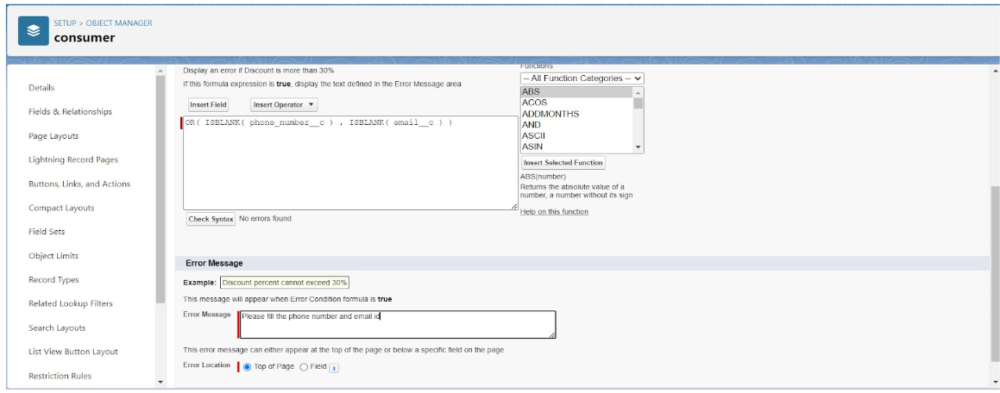 SETUP > OBJECT MANAGER
consumer
Details
Fields & Relationships
Page Layouts
Lightning Record Pages
Buttons, Links, and Actions
Compact Layouts
Field Sets
Object Limits
Record Types
Related Lookup Filters
Search Layouts
List View Button Layout
Restriction Rules
Display an error if Discount is more than 30%
If this formula expression is true, display the text defined in the Error Message area
Insert Field
Insert Operator
OR( ISBLANK( phone_number__c ) , ISBLANK( email__c ) )
Check Syntax No errors found
Functions
-- All Function Categories --
ABS
ACOS
ADDMONTHS
AND
ASCII
ASIN
Insert Selected Function
ABS(number)
Returns the absolute value of a
number, a number without its sign
Help on this function
Error Message
Example: Discount percent cannot exceed 30%
This message will appear when Error Condition formula is true
Error Message Please fill the phone number and email id
This error message can either appear at the top of the page or below a specific field on the page
Error Location Top of Page Field i